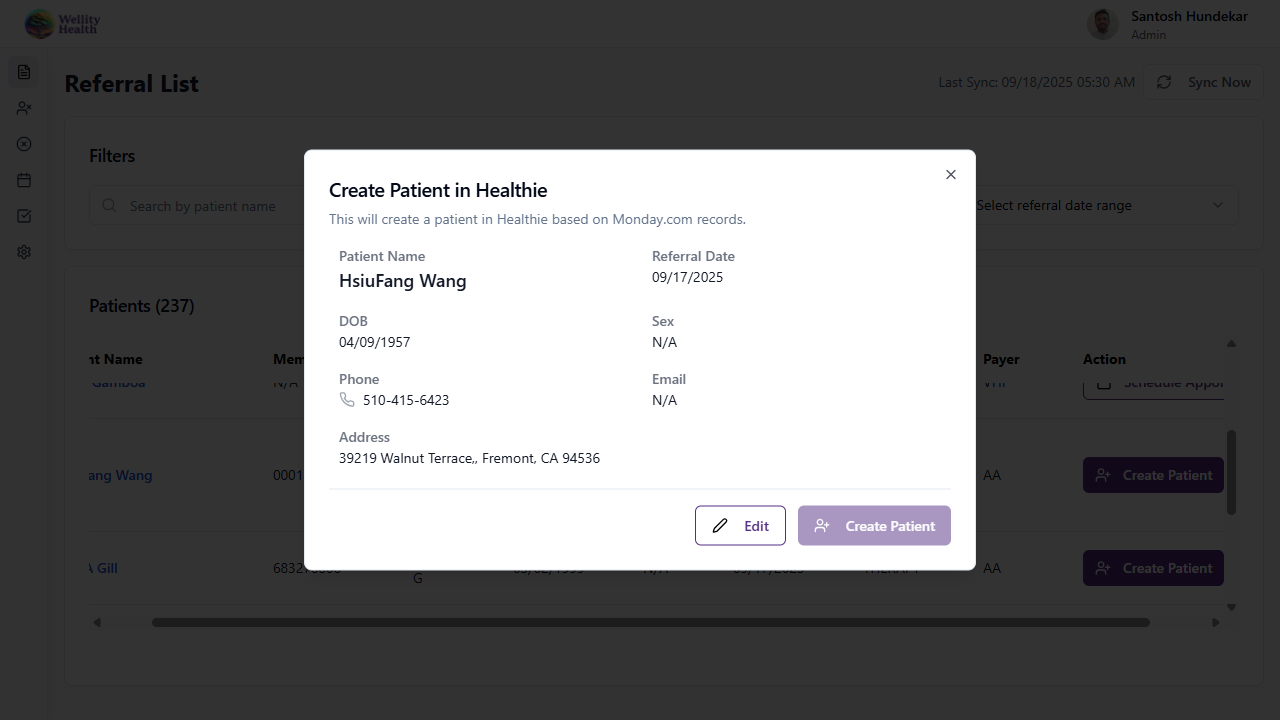 Wellity
Health
Santosh Hundekar
Admin
Referral List
Last Sync: 09/18/2025 05:30 AM
Sync Now
Filters
Search by patient name
Select referral date range
Create Patient in Healthie
This will create a patient in Healthie based on Monday.com records.
Patient Name
HsiuFang Wang
Referral Date
09/17/2025
DOB
04/09/1957
Sex
N/A
Phone
510-415-6423
Email
N/A
Address
39219 Walnut Terrace,, Fremont, CA 94536
Edit
Create Patient
Patients (237)
nt Name
Mem
Payer
Action
Gamboa
N/A
VHP
Schedule Appoi
ang Wang
0001
AA
Create Patient
A Gill
G
AA
Create Patient